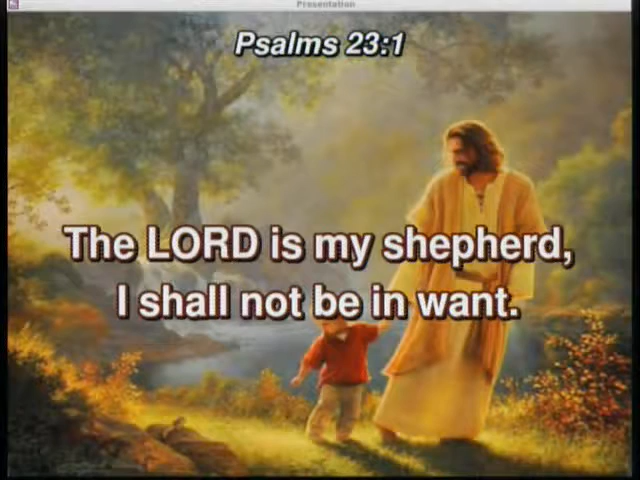 Presentation
Psalms 23:1
The LORD is my shepherd,
I shall not be in want.